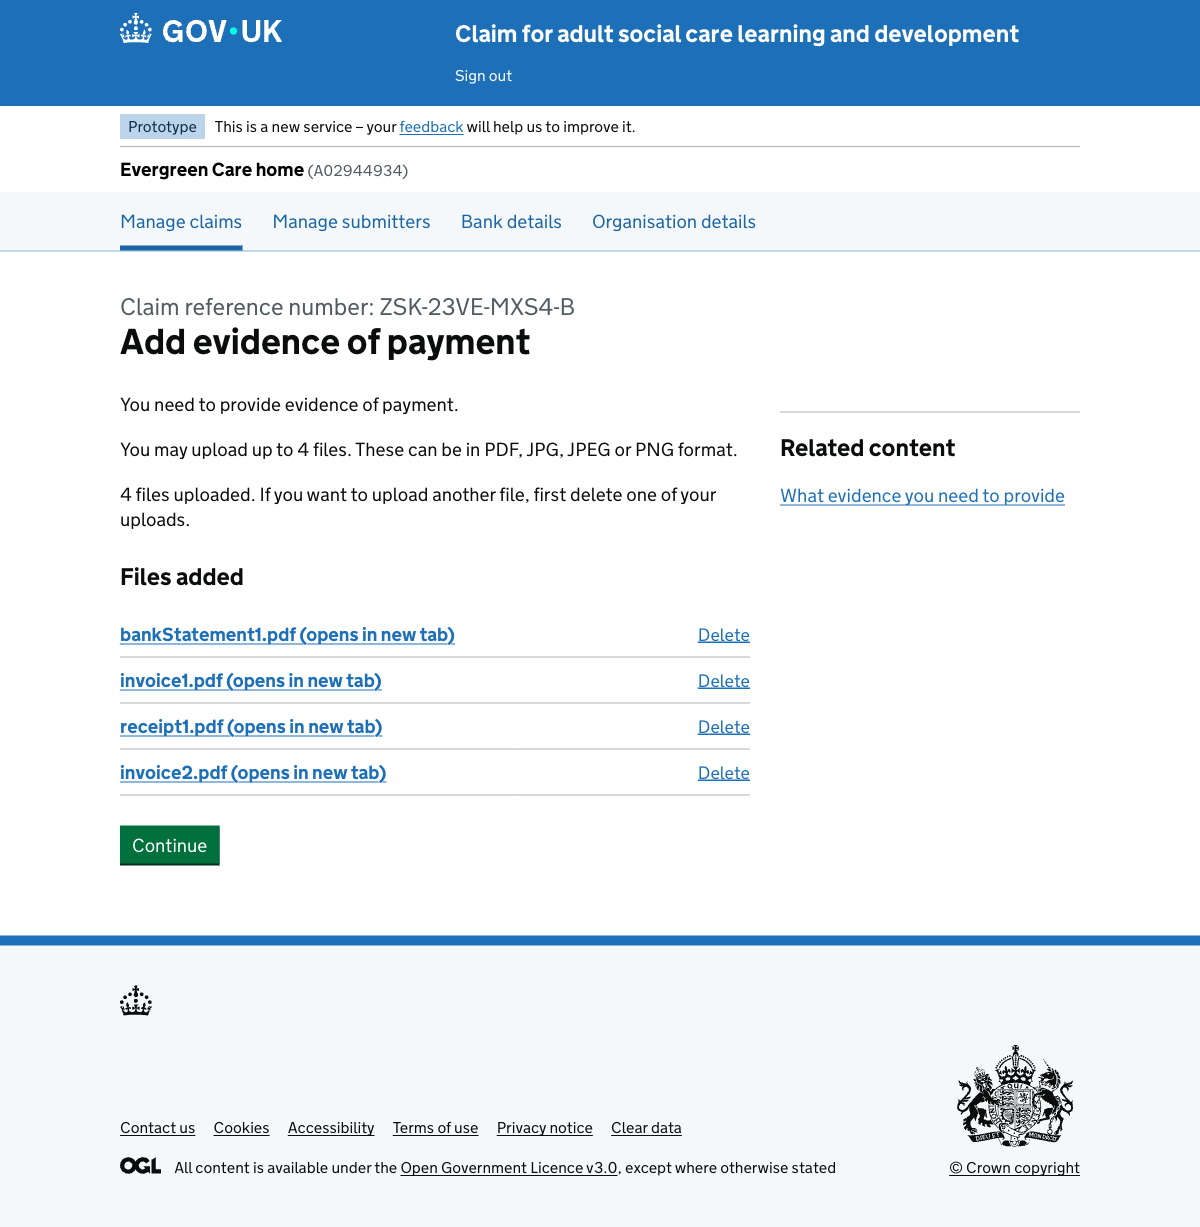 GOV·UK
Claim for adult social care learning and development
Sign out
Prototype This is a new service – your feedback will help us to improve it.
Evergreen Care home (A02944934)
Manage claims Manage submitters Bank details Organisation details
Claim reference number: ZSK-23VE-MXS4-B
Add evidence of payment
You need to provide evidence of payment.
You may upload up to 4 files. These can be in PDF, JPG, JPEG or PNG format.
4 files uploaded. If you want to upload another file, first delete one of your
uploads.
Related content
What evidence you need to provide
Files added
bankStatement1.pdf (opens in new tab) Delete
invoice1.pdf (opens in new tab) Delete
receipt1.pdf (opens in new tab) Delete
invoice2.pdf (opens in new tab) Delete
Continue
Contact us Cookies Accessibility Terms of use Privacy notice Clear data
OGL All content is available under the Open Government Licence v3.0, except where otherwise stated
© Crown copyright